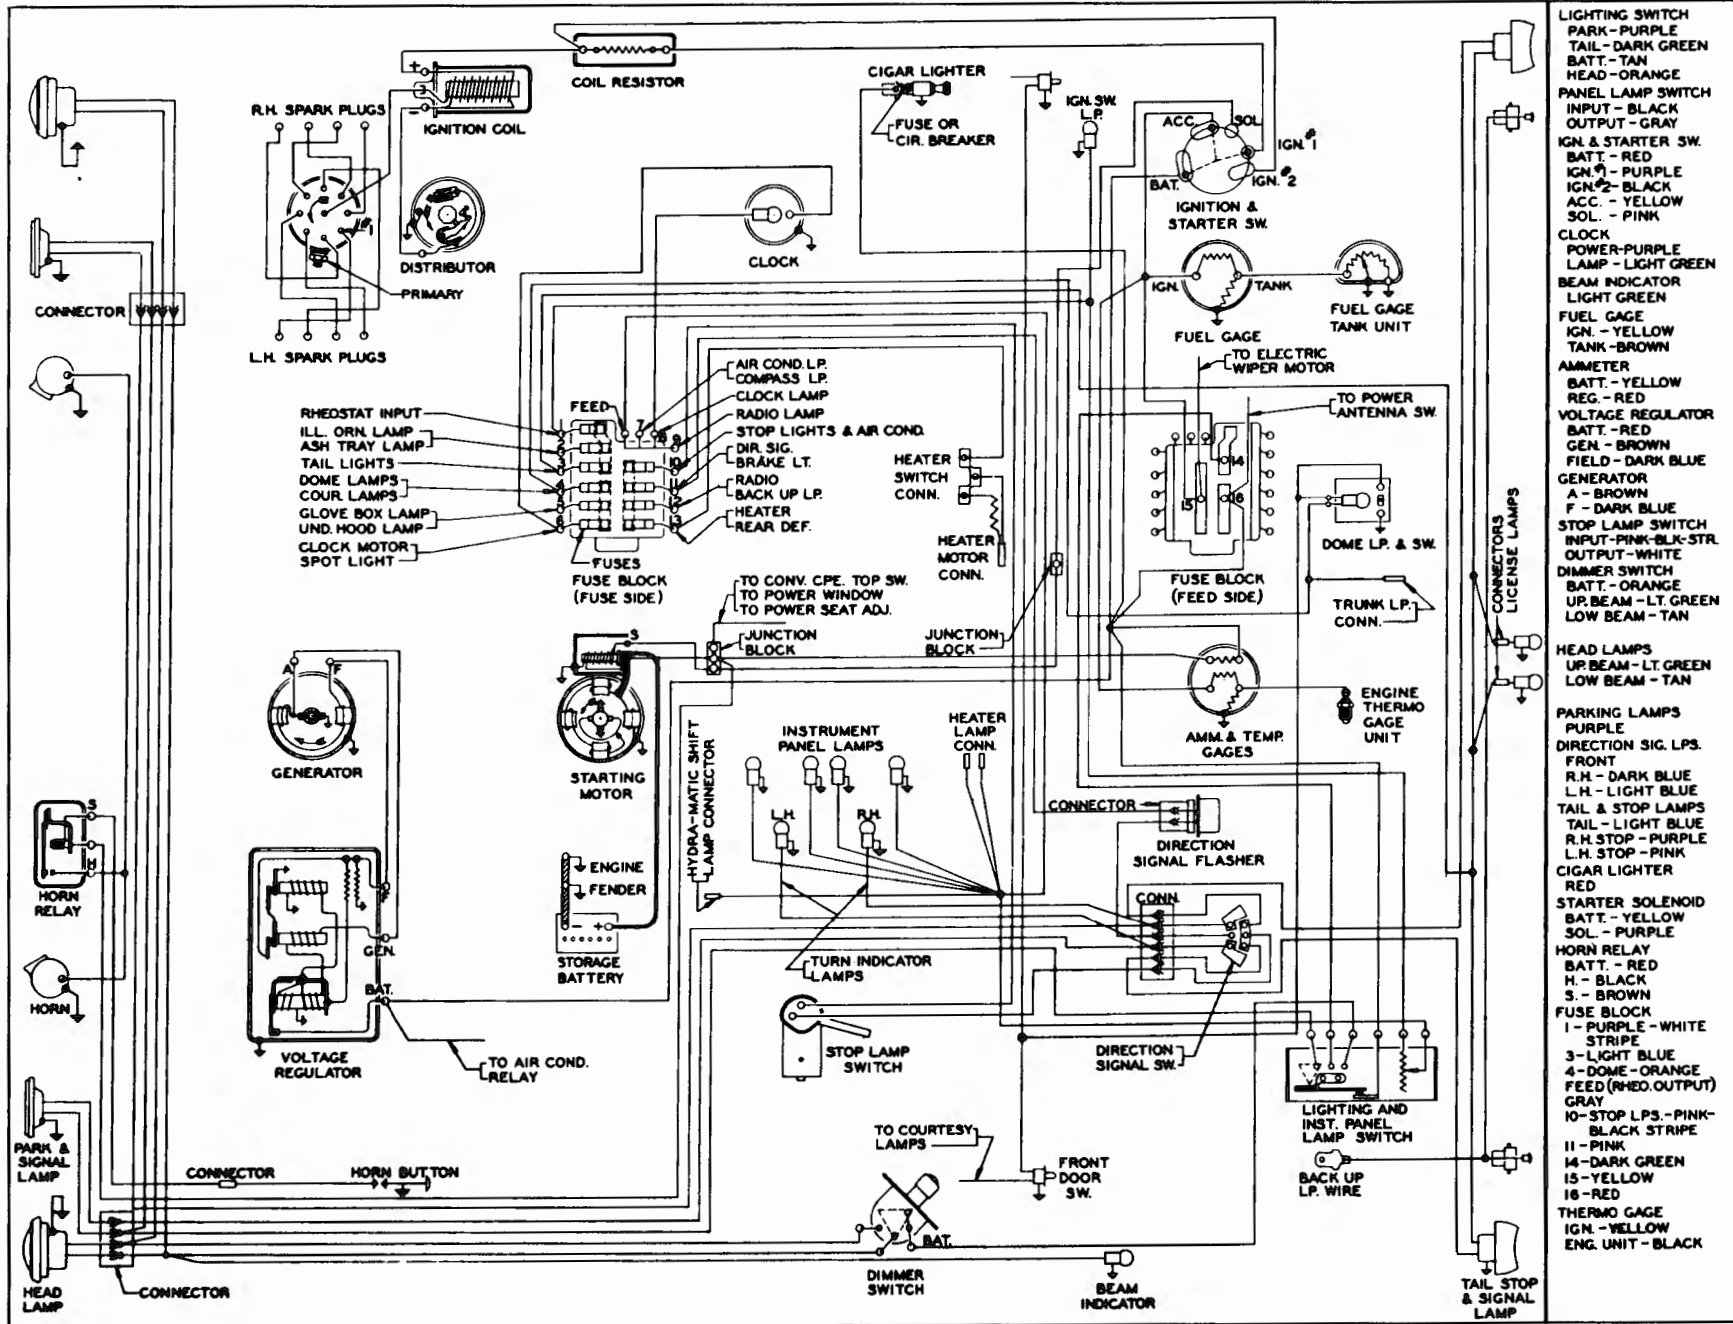 COIL RESISTOR
R.H. SPARK PLUGS
+
-
IGNITION COIL
CIGAR LIGHTER
FUSE OR
CIR. BREAKER
IGN. SW.
L.P.
ACC.
SOL.
IGN.#1
BAT.
IGN.#2
IGNITION &
STARTER SW.
#1
DISTRIBUTOR
PRIMARY
CLOCK
CONNECTOR
L.H. SPARK PLUGS
IGN.
TANK
FUEL GAGE
FUEL GAGE
TANK UNIT
TO ELECTRIC
WIPER MOTOR
TO POWER
ANTENNA SW.
RHEOSTAT INPUT
ILL. ORN. LAMP
ASH TRAY LAMP
TAIL LIGHTS
DOME LAMPS
COUR. LAMPS
GLOVE BOX LAMP
UND. HOOD LAMP
CLOCK MOTOR
SPOT LIGHT
FEED
7
8
9
10
11
12
13
2
3
4
5
6
AIR COND. L.P.
COMPASS L.P.
CLOCK LAMP
RADIO LAMP
STOP LIGHTS & AIR COND.
DIR. SIG.
BRAKE LT.
RADIO
BACK UP L.P.
HEATER
REAR DEF.
FUSES
FUSE BLOCK
(FUSE SIDE)
HEATER
SWITCH
CONN.
HEATER
MOTOR
CONN.
14
15
16
FUSE BLOCK
(FEED SIDE)
DOME L.P. & SW.
TRUNK L.P.
CONN.
CONNECTORS
LICENSE LAMPS
TO CONV. CPE. TOP SW.
TO POWER WINDOW
TO POWER SEAT ADJ.
JUNCTION
BLOCK
JUNCTION
BLOCK
A
F
GENERATOR
S
STARTING
MOTOR
AMM. & TEMP.
GAGES
ENGINE
THERMO
GAGE
UNIT
HYDRA-MATIC SHIFT
LAMP CONNECTOR
INSTRUMENT
PANEL LAMPS
L.H.
R.H.
HEATER
LAMP
CONN.
CONNECTOR
DIRECTION
SIGNAL FLASHER
S
H
HORN
RELAY
F
GEN.
BAT.
VOLTAGE
REGULATOR
TO AIR COND.
RELAY
ENGINE
FENDER
-
+
STORAGE
BATTERY
TURN INDICATOR
LAMPS
CONN.
DIRECTION
SIGNAL SW.
STOP LAMP
SWITCH
HORN
LIGHTING AND
INST. PANEL
LAMP SWITCH
BACK UP
L.P. WIRE
PARK &
SIGNAL
LAMP
CONNECTOR
HORN BUTTON
TO COURTESY
LAMPS
FRONT
DOOR
SW.
BAT.
DIMMER
SWITCH
BEAM
INDICATOR
HEAD
LAMP
CONNECTOR
TAIL STOP
& SIGNAL
LAMP
LIGHTING SWITCH
PARK - PURPLE
TAIL - DARK GREEN
BATT. - TAN
HEAD - ORANGE
PANEL LAMP SWITCH
INPUT - BLACK
OUTPUT - GRAY
IGN. & STARTER SW.
BATT. - RED
IGN.#1 - PURPLE
IGN.#2 - BLACK
ACC. - YELLOW
SOL. - PINK
CLOCK
POWER - PURPLE
LAMP - LIGHT GREEN
BEAM INDICATOR
LIGHT GREEN
FUEL GAGE
IGN. - YELLOW
TANK - BROWN
AMMETER
BATT. - YELLOW
REG. - RED
VOLTAGE REGULATOR
BATT. - RED
GEN. - BROWN
FIELD - DARK BLUE
GENERATOR
A - BROWN
F - DARK BLUE
STOP LAMP SWITCH
INPUT - PINK - BLK - STR.
OUTPUT - WHITE
DIMMER SWITCH
BATT. - ORANGE
UP. BEAM - LT. GREEN
LOW BEAM - TAN
HEAD LAMPS
UP. BEAM - LT. GREEN
LOW BEAM - TAN
PARKING LAMPS
PURPLE
DIRECTION SIG. LPS.
FRONT
R.H. - DARK BLUE
L.H. - LIGHT BLUE
TAIL & STOP LAMPS
TAIL - LIGHT BLUE
R.H. STOP - PURPLE
L.H. STOP - PINK
CIGAR LIGHTER
RED
STARTER SOLENOID
BATT. - YELLOW
SOL. - PURPLE
HORN RELAY
BATT. - RED
H. - BLACK
S. - BROWN
FUSE BLOCK
1 - PURPLE - WHITE
STRIPE
3 - LIGHT BLUE
4 - DOME - ORANGE
FEED (RHEO. OUTPUT)
GRAY
10 - STOP LPS. - PINK -
BLACK STRIPE
11 - PINK
14 - DARK GREEN
15 - YELLOW
16 - RED
THERMO GAGE
IGN. - YELLOW
ENG. UNIT - BLACK